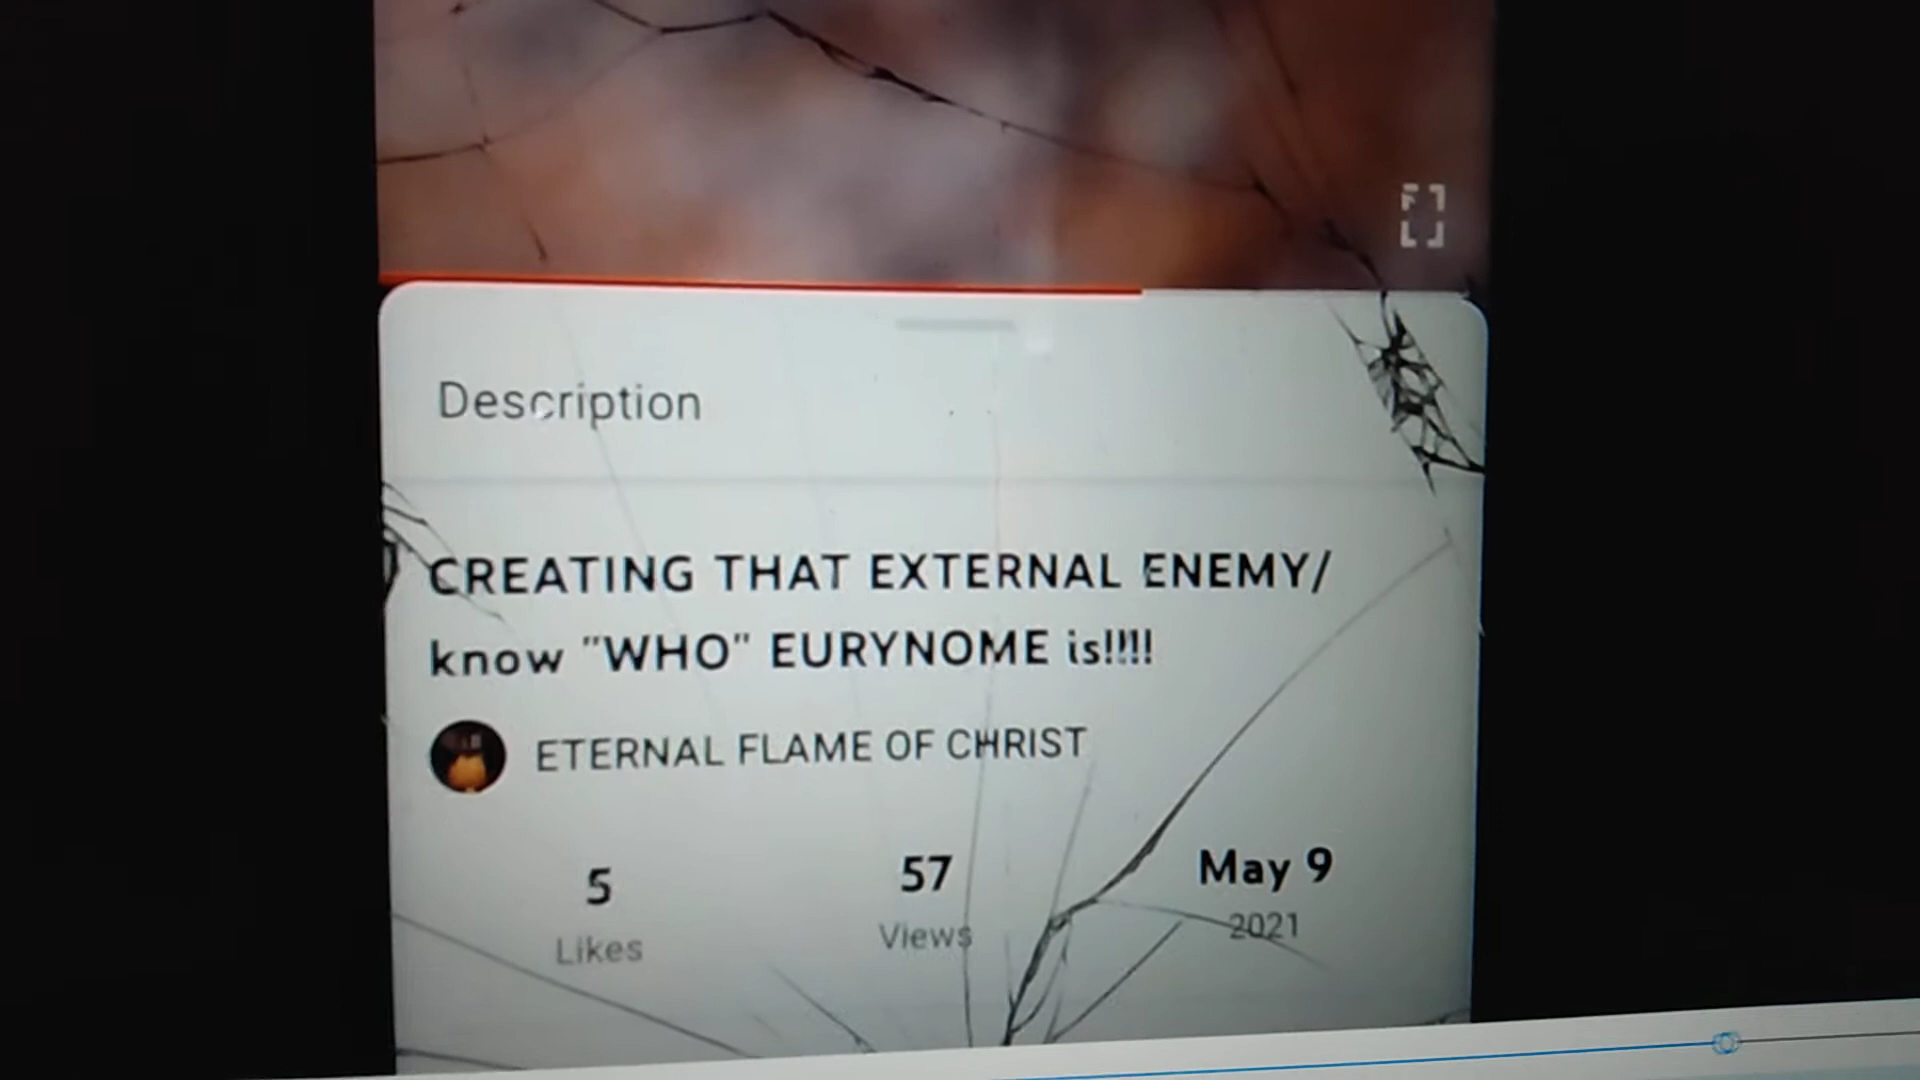 Description
CREATING THAT EXTERNAL ENEMY/
know "WHO" EURYNOME is!!!!
ETERNAL FLAME OF CHRIST
5
Likes
57
Views
May 9
2021